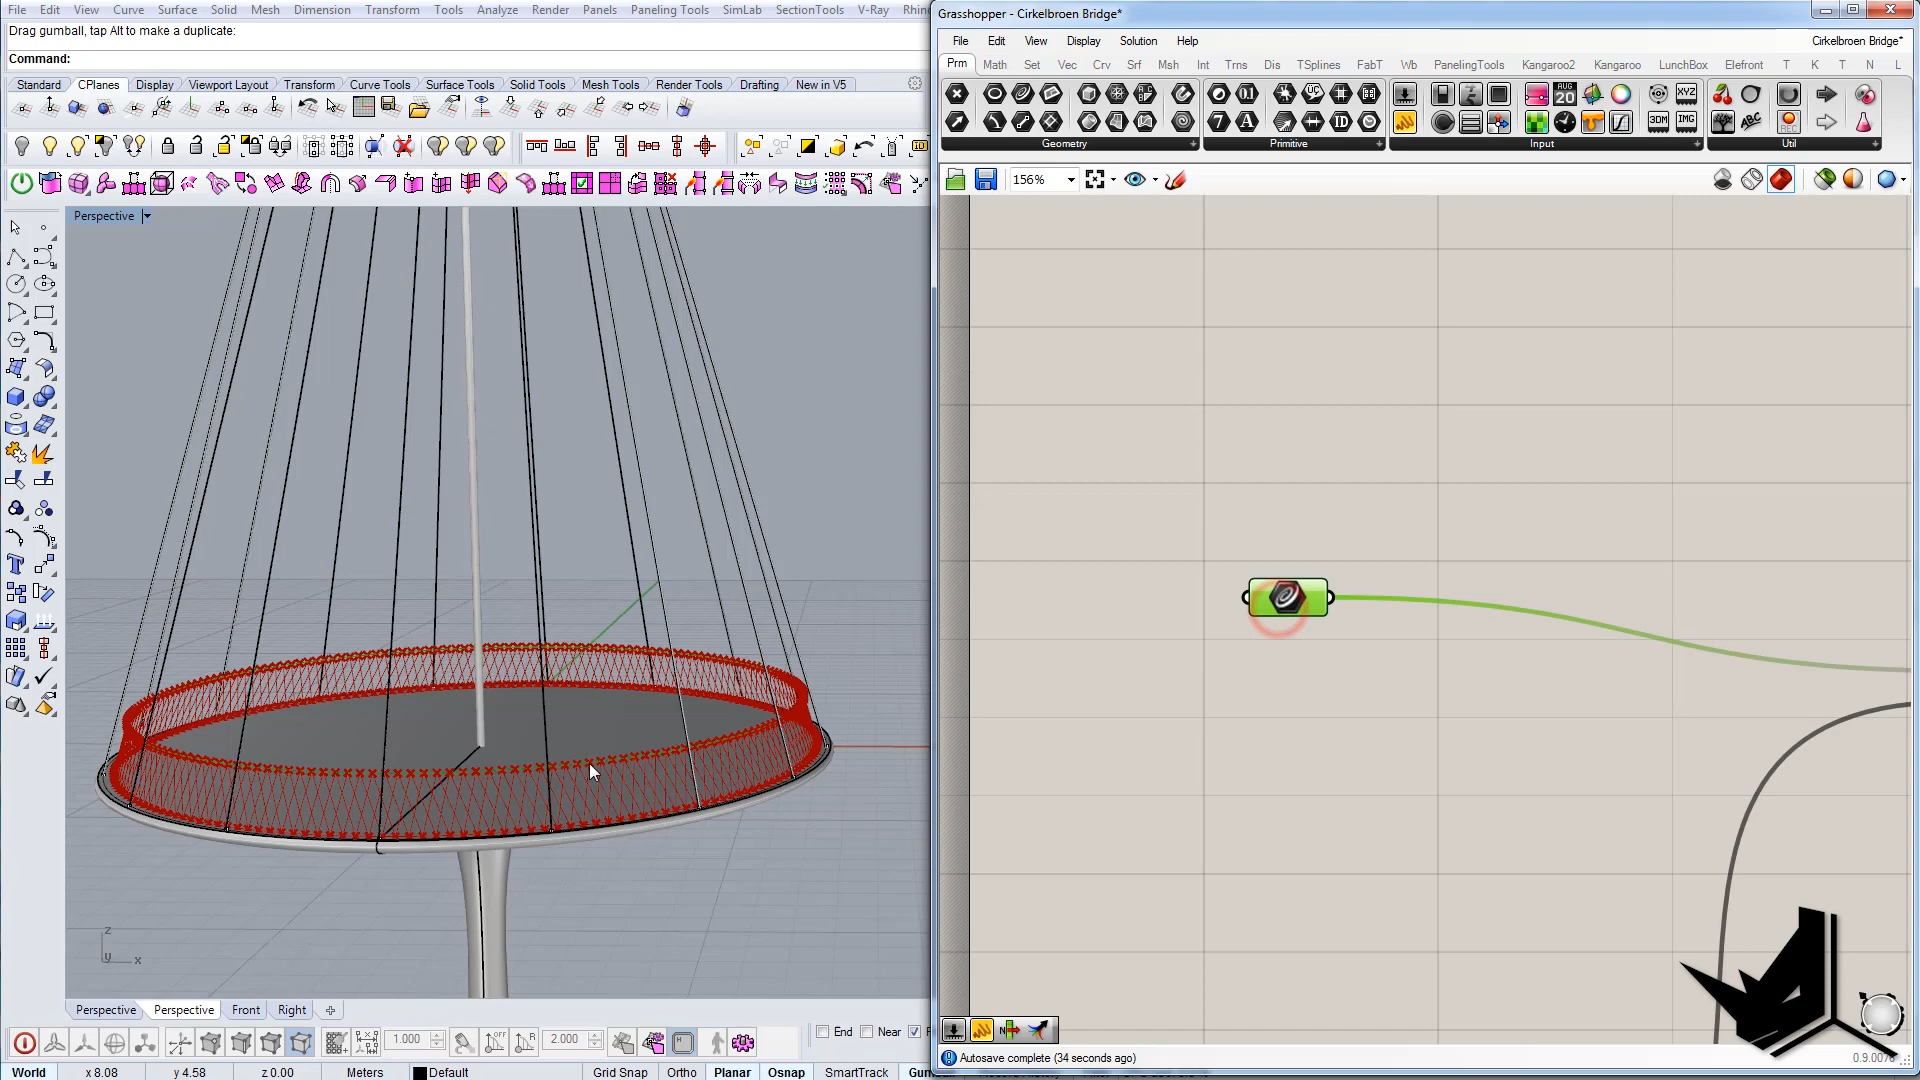 File Edit View Curve Surface Solid Mesh Dimension Transform Tools Analyze Render Panels Paneling Tools SimLab SectionTools V-Ray
Drag gumball, tap Alt to make a duplicate:
Command:
Standard CPlanes Display Viewport Layout Transform Curve Tools Surface Tools Solid Tools Mesh Tools Render Tools Drafting New in V5
Perspective
z
y x
Perspective Perspective Front Right
1.000 2.000 End Near
World x 8.08 y 4.58 z 0.00 Meters Default Grid Snap Ortho Planar Osnap SmartTrack
Grasshopper - Cirkelbroen Bridge*
File Edit View Display Solution Help Cirkelbroen Bridge*
Prm Math Set Vec Crv Srf Msh Int Trns Dis TSplines FabT Wb PanelingTools Kangaroo2 Kangaroo LunchBox Elefront T K T N L
Geometry Primitive Input Util
156%
Autosave complete (34 seconds ago)